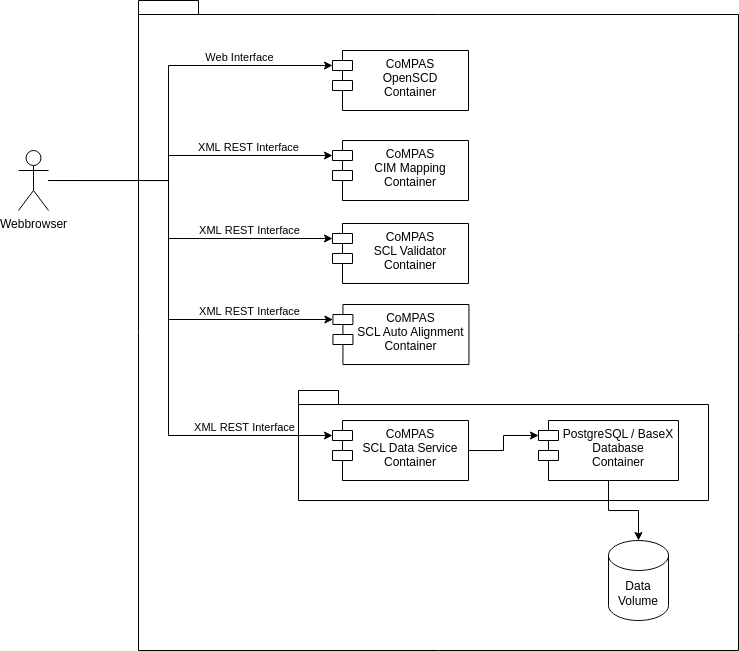 Web Interface
CoMPAS
OpenSCD
Container
XML REST Interface
CoMPAS
CIM Mapping
Container
Webbrowser
XML REST Interface
CoMPAS
SCL Validator
Container
XML REST Interface
CoMPAS
SCL Auto Alignment
Container
XML REST Interface
CoMPAS
SCL Data Service
Container
PostgreSQL / BaseX
Database
Container
Data
Volume